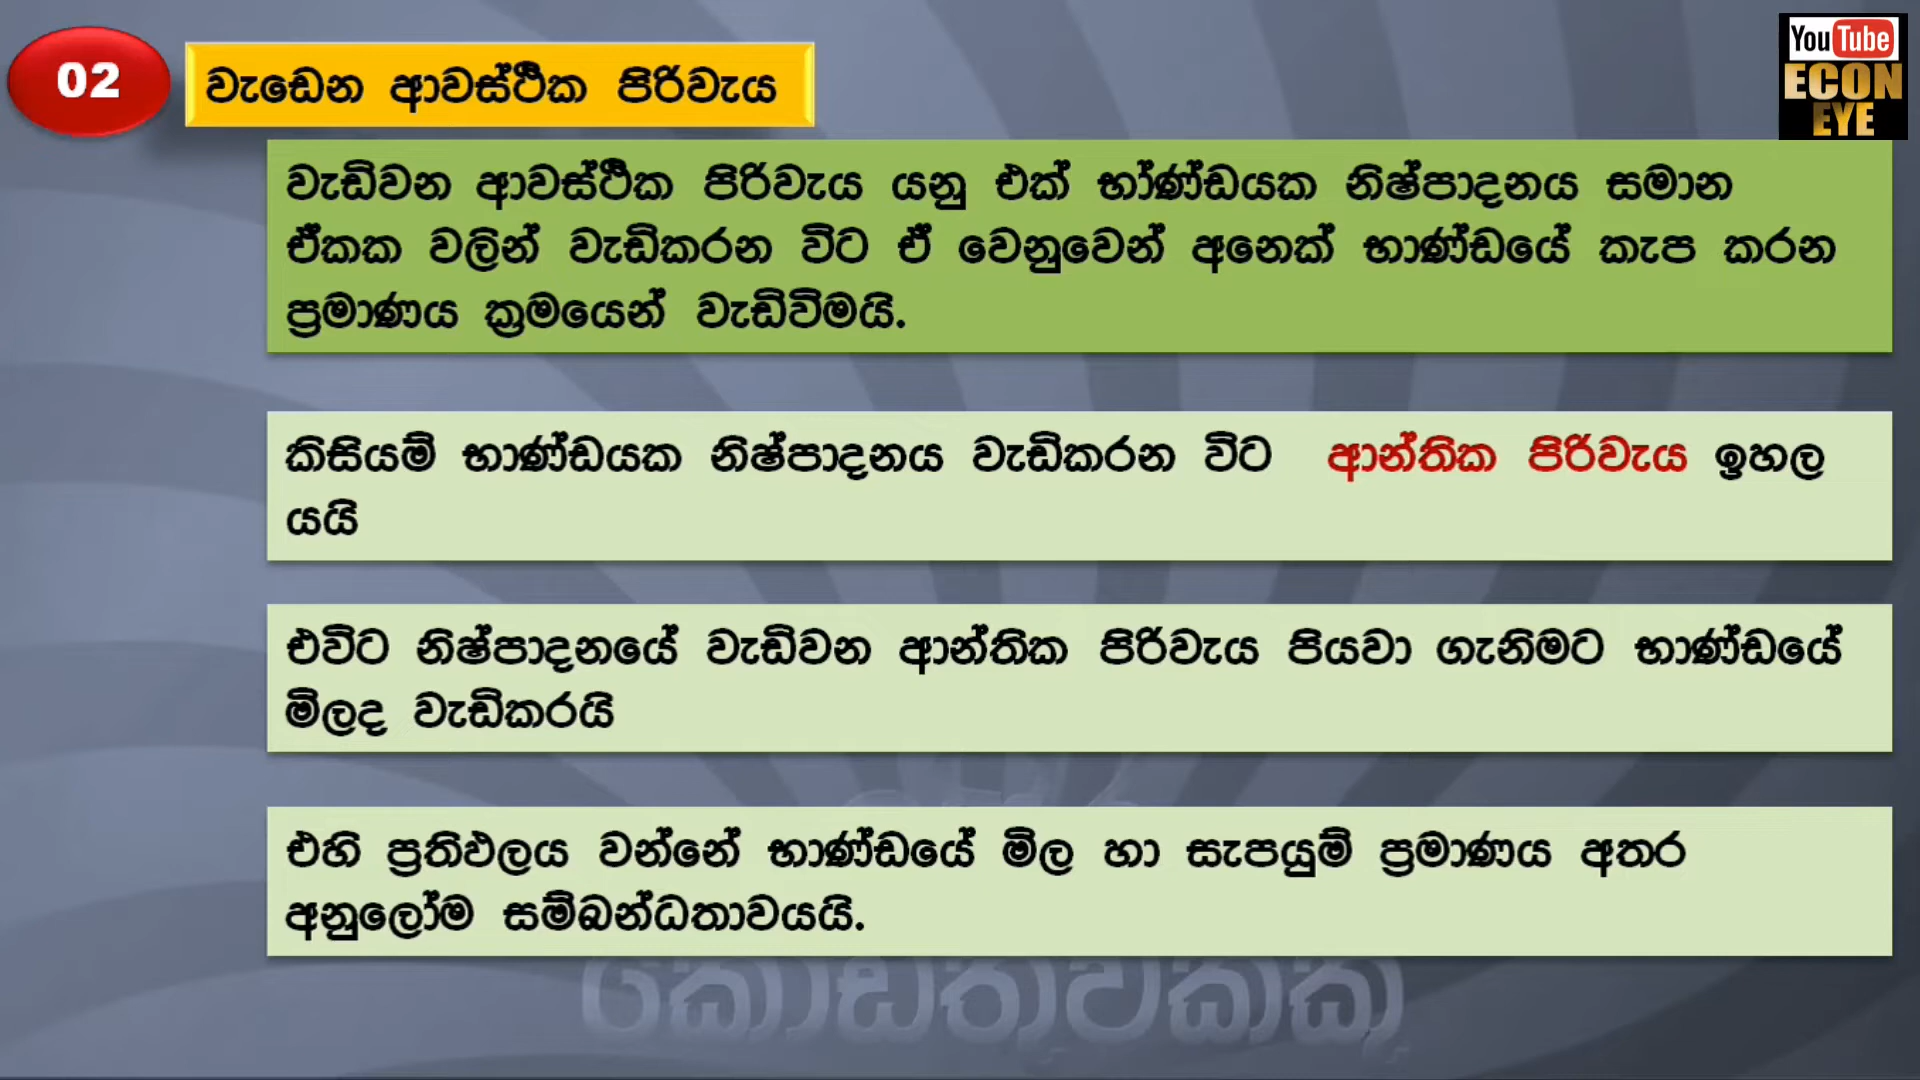 02
වැඩෙන ආවස්ථික පිරිවැය
You Tube
ECON
EYE
වැඩිවන ආවස්ථික පිරිවැය යනු එක් භා්ණ්ඩයක නිෂ්පාදනය සමාන
ඒකක වලින් වැඩිකරන විට ඒ වෙනුවෙන් අනෙක් භාණ්ඩයේ කැප කරන
ප්‍රමාණය ක්‍රමයෙන් වැඩිවිමයි.
කිසියම් භාණ්ඩයක නිෂ්පාදනය වැඩිකරන විට ආන්තික පිරිවැය ඉහල
යයි
එවිට නිෂ්පාදනයේ වැඩිවන ආන්තික පිරිවැය පියවා ගැනිමට භාණ්ඩයේ
මිලද වැඩිකරයි
එහි ප්‍රතිඵලය වන්නේ භාණ්ඩයේ මිල හා සැපයුම් ප්‍රමාණය අතර
අනුලෝම සම්බන්ධතාවයයි.